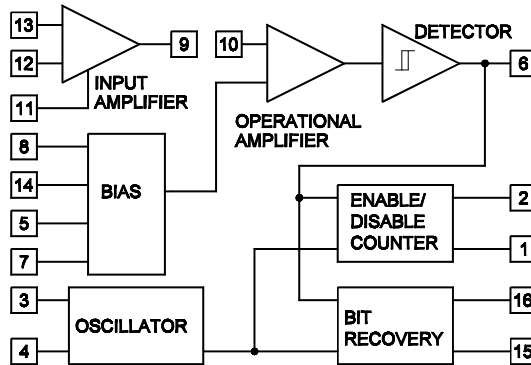 13
12
11
INPUT
AMPLIFIER
9
10
OPERATIONAL
AMPLIFIER
DETECTOR
6
8
14
5
7
BIAS
ENABLE/
DISABLE
COUNTER
2
1
3
4
OSCILLATOR
BIT
RECOVERY
16
15